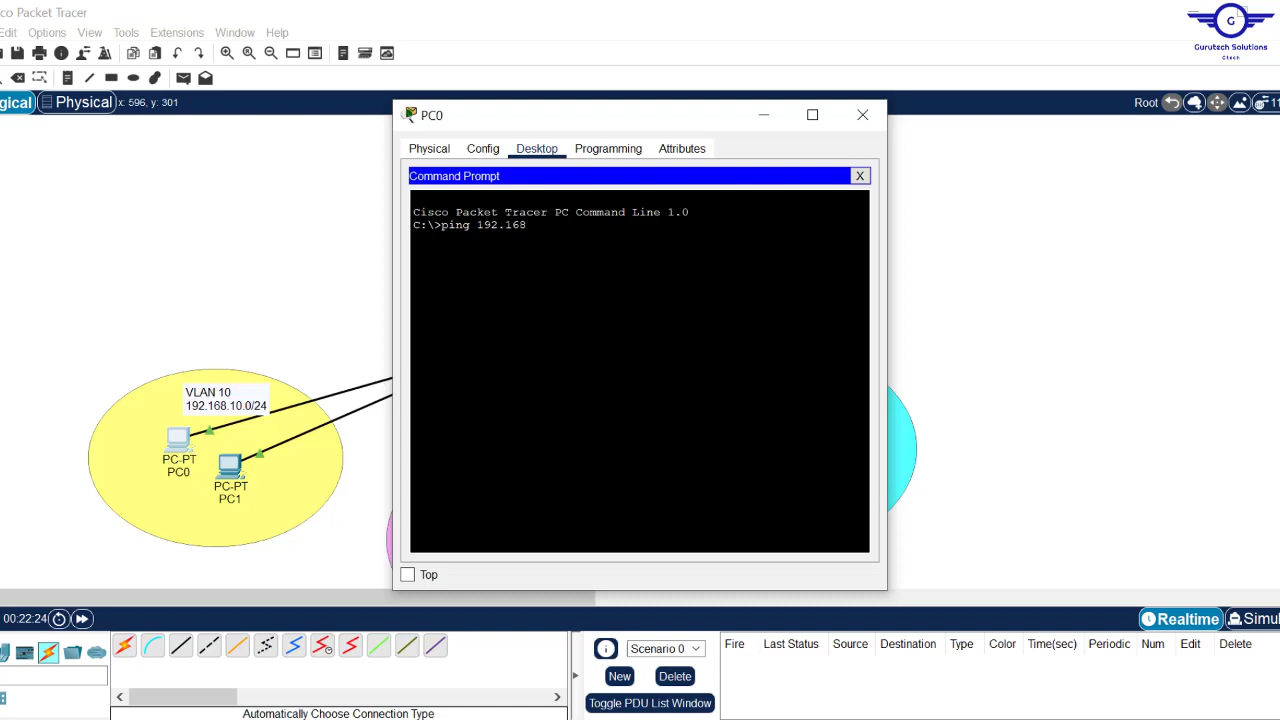 sco Packet Tracer
Edit Options View Tools Extensions Window Help
G
Gurutech Solutions
Gtech
gical Physical x: 596, y: 301
Root
PC0
Physical Config Desktop Programming Attributes
Command Prompt X
Cisco Packet Tracer PC Command Line 1.0
C:\>ping 192.168
VLAN 10
192.168.10.0/24
PC-PT
PC0
PC-PT
PC1
Top
00:22:24
Realtime Simul
Scenario 0
Fire Last Status Source Destination Type Color Time(sec) Periodic Num Edit Delete
New Delete
Toggle PDU List Window
Automatically Choose Connection Type